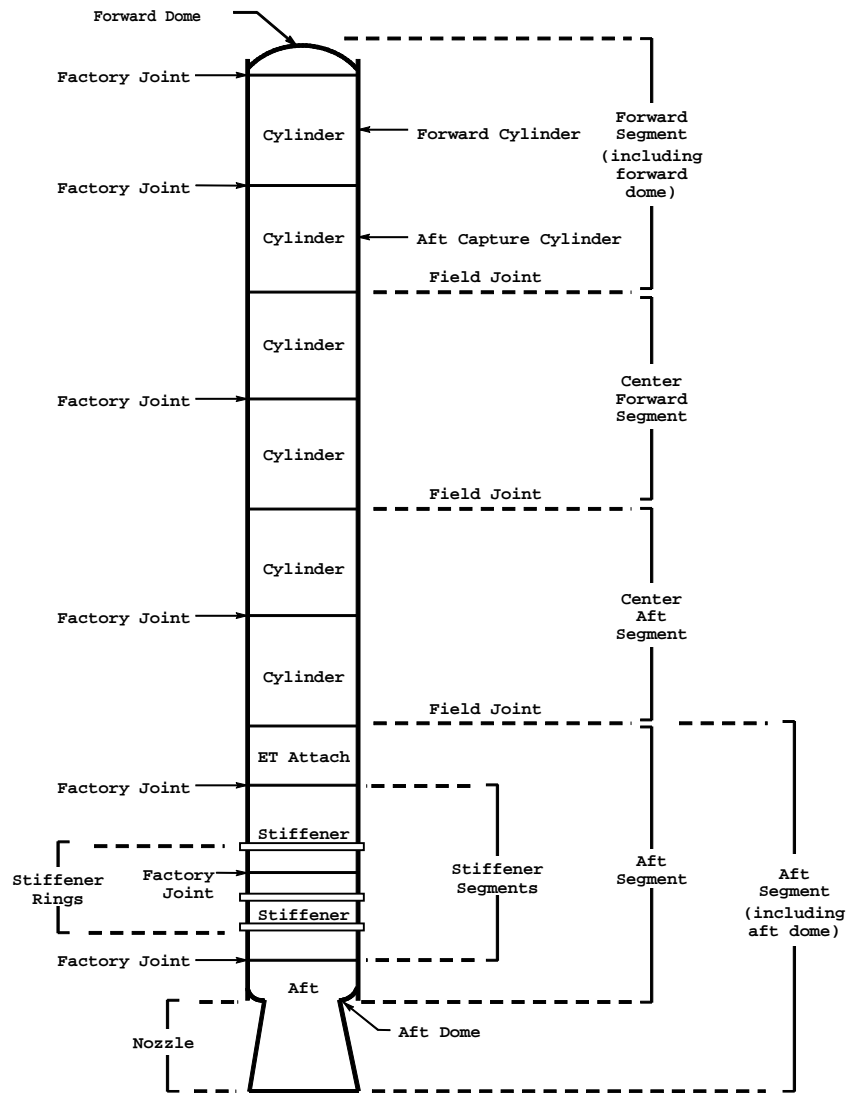 Forward Dome
Factory Joint
Cylinder
Forward Cylinder
Forward
Segment
(including
forward
dome)
Factory Joint
Cylinder
Aft Capture Cylinder
Field Joint
Cylinder
Factory Joint
Center
Forward
Segment
Cylinder
Field Joint
Cylinder
Factory Joint
Center
Aft
Segment
Cylinder
Field Joint
ET Attach
Factory Joint
Stiffener
Stiffener
Rings
Factory
Joint
Stiffener
Segments
Aft
Segment
Aft
Segment
(including
aft dome)
Stiffener
Factory Joint
Aft
Aft Dome
Nozzle